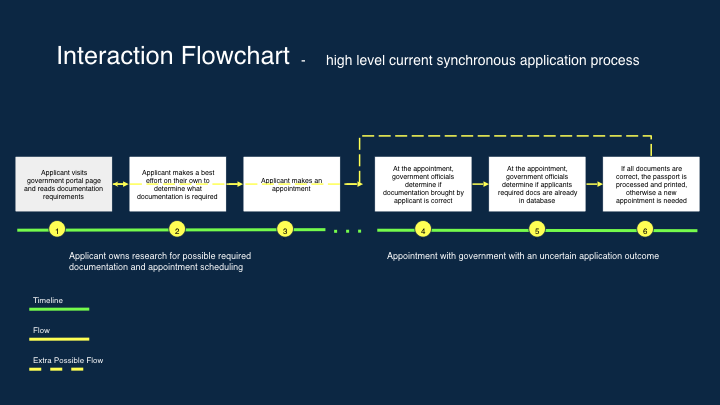 Interaction Flowchart - high level current synchronous application process
Applicant visits
government portal page
and reads documentation
requirements
Applicant makes a best
effort on their own to
determine what
documentation is required
Applicant makes an
appointment
At the appointment,
government officials
determine if
documentation brought by
applicant is correct
At the appointment,
government officials
determine if applicants
required docs are already
in database
If all documents are
correct, the passport is
processed and printed,
otherwise a new
appointment is needed
1
2
3
4
5
6
Applicant owns research for possible required
documentation and appointment scheduling
Appointment with government with an uncertain application outcome
Timeline
Flow
Extra Possible Flow